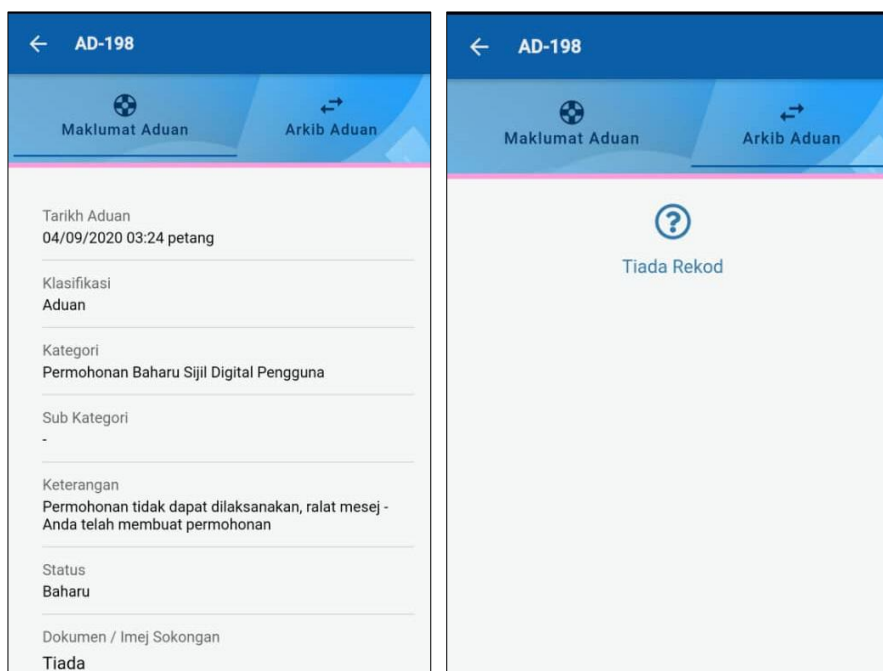 AD-198
Maklumat Aduan
Arkib Aduan
Tarikh Aduan
04/09/2020 03:24 petang
Klasifikasi
Aduan
Kategori
Permohonan Baharu Sijil Digital Pengguna
Sub Kategori
-
Keterangan
Permohonan tidak dapat dilaksanakan, ralat mesej -
Anda telah membuat permohonan
Status
Baharu
Dokumen / Imej Sokongan
Tiada
AD-198
Maklumat Aduan
Arkib Aduan
Tiada Rekod